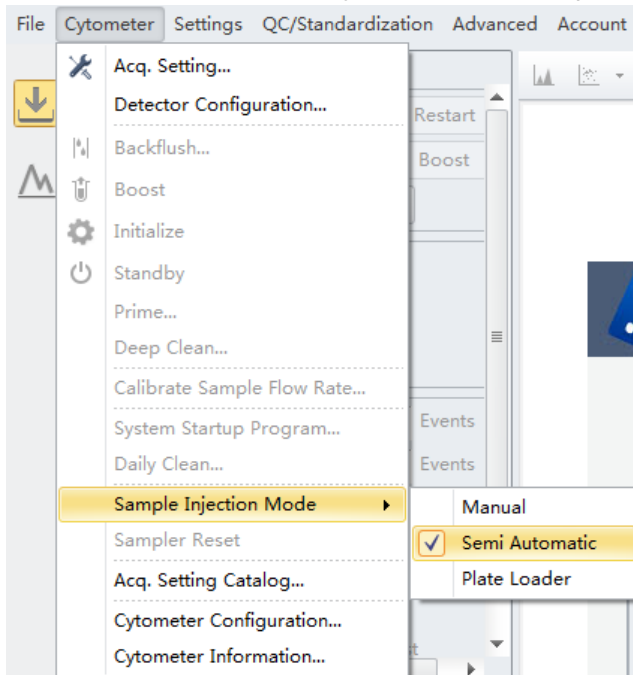 File Cytometer Settings QC/Standardization Advanced Account
Acq. Setting...
Detector Configuration...
Restart
Backflush...
Boost
Boost
Initialize
Standby
Prime...
Deep Clean...
Calibrate Sample Flow Rate...
System Startup Program...
Events
Daily Clean...
Events
Sample Injection Mode
Manual
Sampler Reset
Semi Automatic
Acq. Setting Catalog...
Plate Loader
Cytometer Configuration...
Cytometer Information...